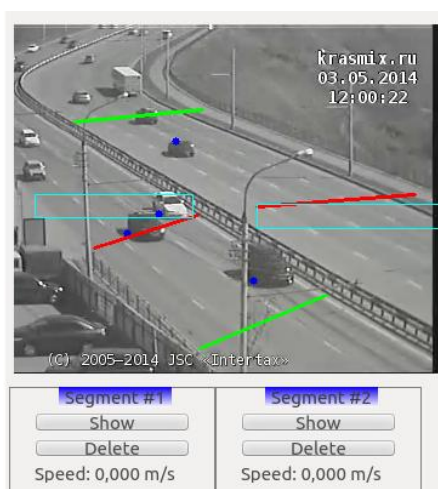 krasmix.ru
03.05.2014
12:00:22
(C) 2005–2014 JSC «Intertax»
Segment #1
Show
Delete
Speed: 0,000 m/s
Segment #2
Show
Delete
Speed: 0,000 m/s